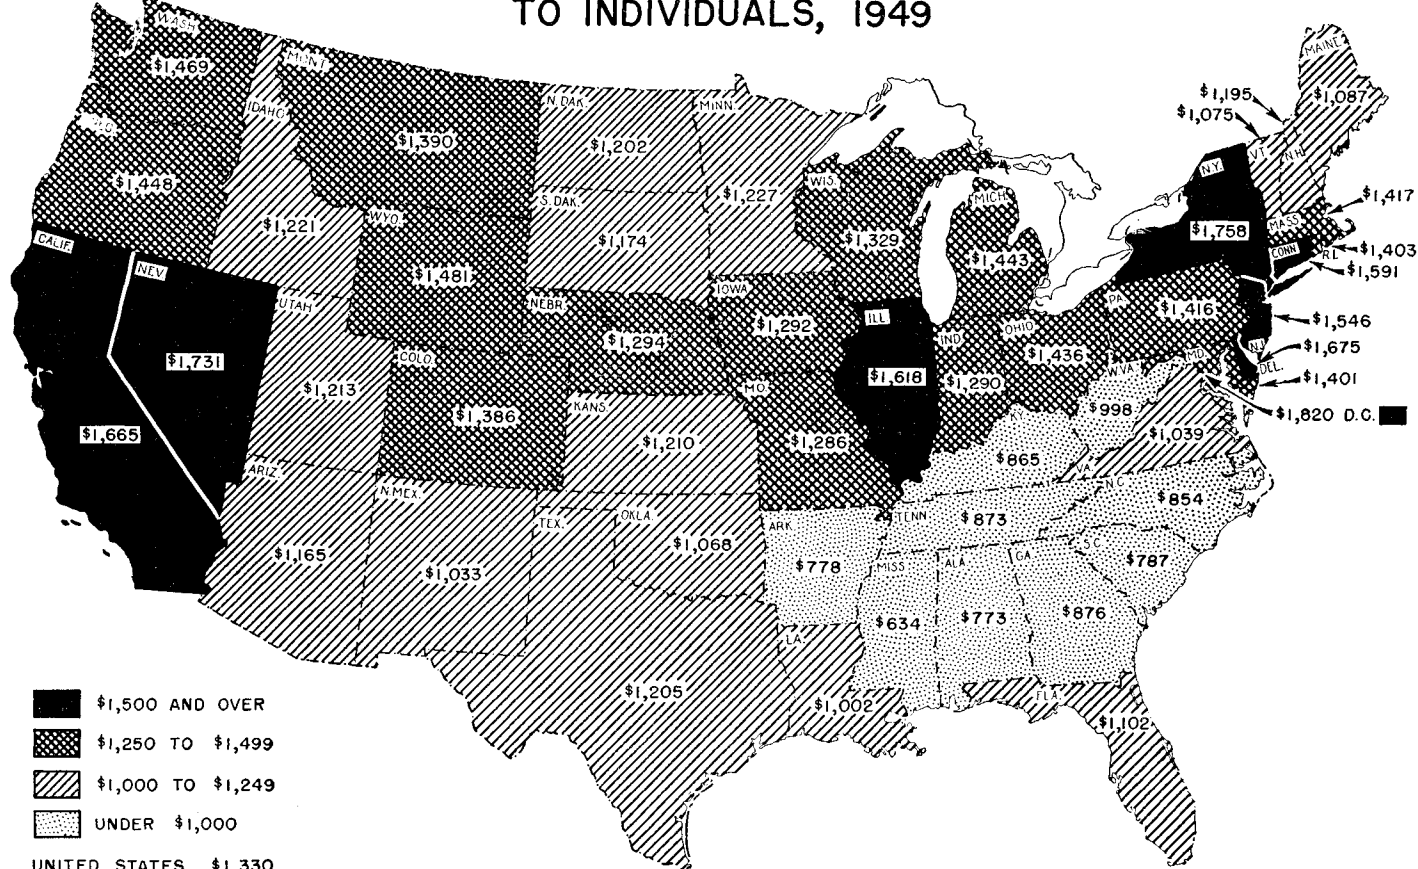 TO INDIVIDUALS, 1949
WASH.
$1,469
MONT.
IDAHO
$1,390
N. DAK.
$1,202
MINN.
$1,227
MAINE
$1,087
$1,195
$1,075
VT.
N.H.
N.Y.
$1,758
$1,448
$1,221
WYO.
$1,481
S. DAK.
$1,174
WIS.
$1,329
MICH.
$1,443
MASS.
$1,417
R.I.
$1,403
CONN.
$1,591
CALIF.
$1,665
NEV.
$1,731
UTAH
$1,213
NEBR.
$1,294
IOWA
$1,292
ILL.
$1,618
IND.
$1,290
OHIO
$1,436
PA.
$1,416
$1,546
N.J.
$1,675
DEL.
$1,401
MD.
$1,820 D.C.
COLO.
$1,386
KANS.
$1,210
MO.
$1,286
KY.
$865
W.VA.
$998
VA.
$1,039
ARIZ.
$1,165
N. MEX.
$1,033
TEX.
$1,205
OKLA.
$1,068
ARK.
$778
TENN.
$873
N.C.
$854
S.C.
$787
MISS.
$634
ALA.
$773
GA.
$876
LA.
$1,002
FLA.
$1,102
$1,500 AND OVER
$1,250 TO $1,499
$1,000 TO $1,249
UNDER $1,000
UNITED STATES $1,330